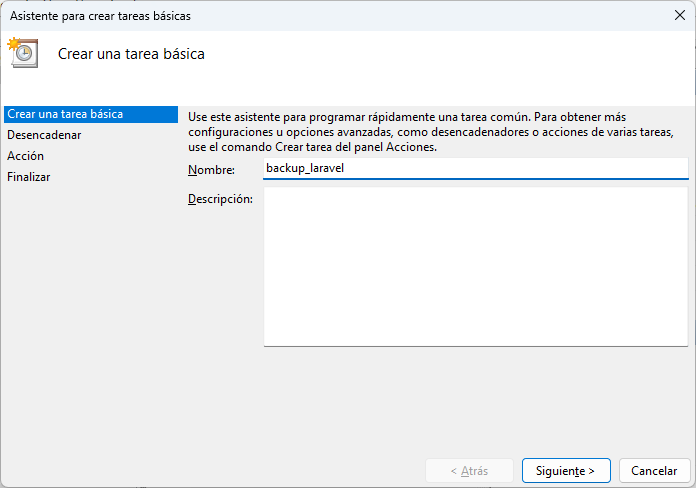 Asistente para crear tareas básicas
Crear una tarea básica
Crear una tarea básica
Desencadenar
Acción
Finalizar
Use este asistente para programar rápidamente una tarea común. Para obtener más
configuraciones u opciones avanzadas, como desencadenadores o acciones de varias tareas,
use el comando Crear tarea del panel Acciones.
Nombre: backup_laravel
Descripción:
< Atrás Siguiente > Cancelar